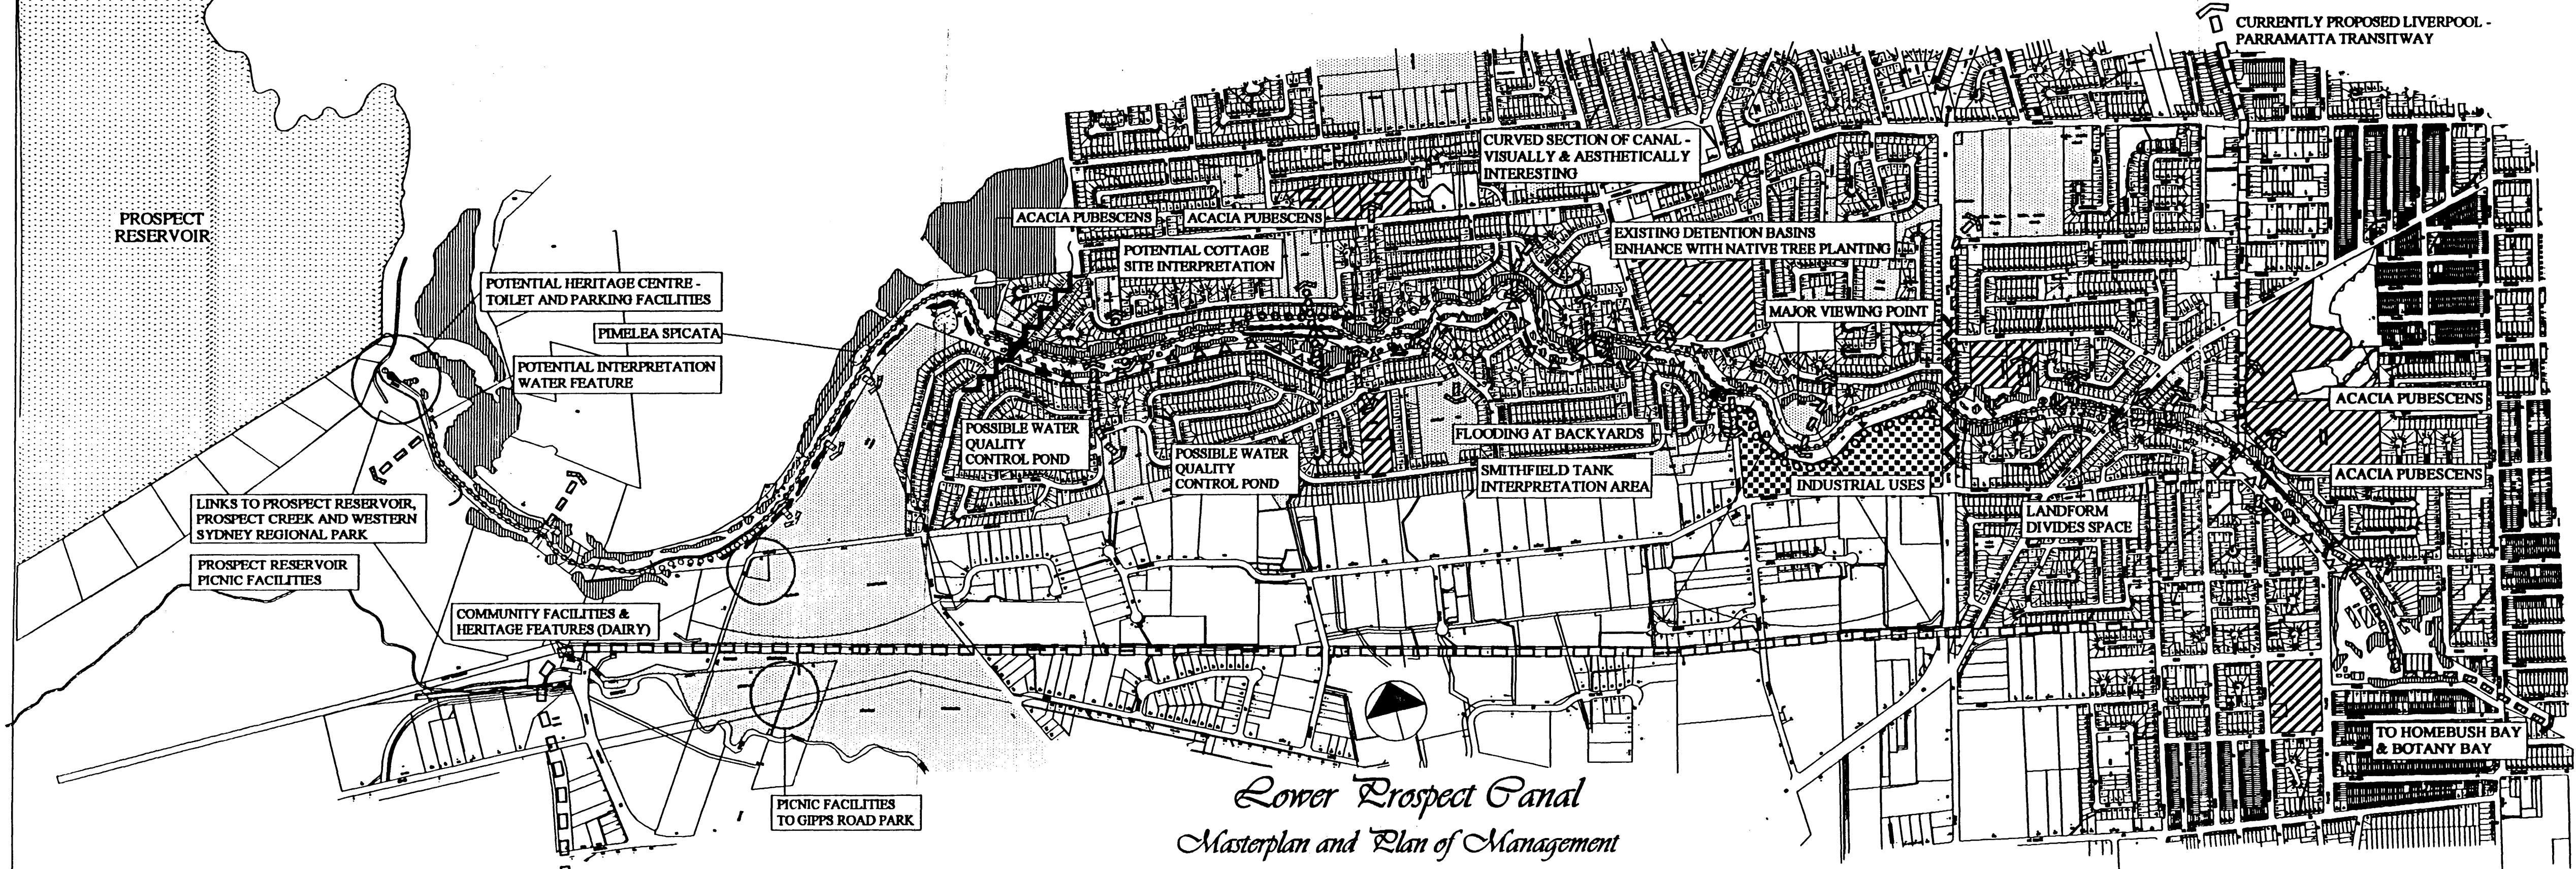 CURRENTLY PROPOSED LIVERPOOL -
PARRAMATTA TRANSITWAY
CURVED SECTION OF CANAL -
VISUALLY & AESTHETICALLY
INTERESTING
PROSPECT
RESERVOIR
ACACIA PUBESCENS
ACACIA PUBESCENS
EXISTING DETENTION BASINS
ENHANCE WITH NATIVE TREE PLANTING
POTENTIAL COTTAGE
SITE INTERPRETATION
POTENTIAL HERITAGE CENTRE -
TOILET AND PARKING FACILITIES
MAJOR VIEWING POINT
PIMELEA SPICATA
POTENTIAL INTERPRETATION
WATER FEATURE
ACACIA PUBESCENS
POSSIBLE WATER
QUALITY
CONTROL POND
FLOODING AT BACKYARDS
POSSIBLE WATER
QUALITY
CONTROL POND
SMITHFIELD TANK
INTERPRETATION AREA
INDUSTRIAL USES
ACACIA PUBESCENS
LINKS TO PROSPECT RESERVOIR,
PROSPECT CREEK AND WESTERN
SYDNEY REGIONAL PARK
LANDFORM
DIVIDES SPACE
PROSPECT RESERVOIR
PICNIC FACILITIES
COMMUNITY FACILITIES &
HERITAGE FEATURES (DAIRY)
TO HOMEBUSH BAY
& BOTANY BAY
PICNIC FACILITIES
TO GIPPS ROAD PARK
Lower Prospect Canal
Masterplan and Plan of Management